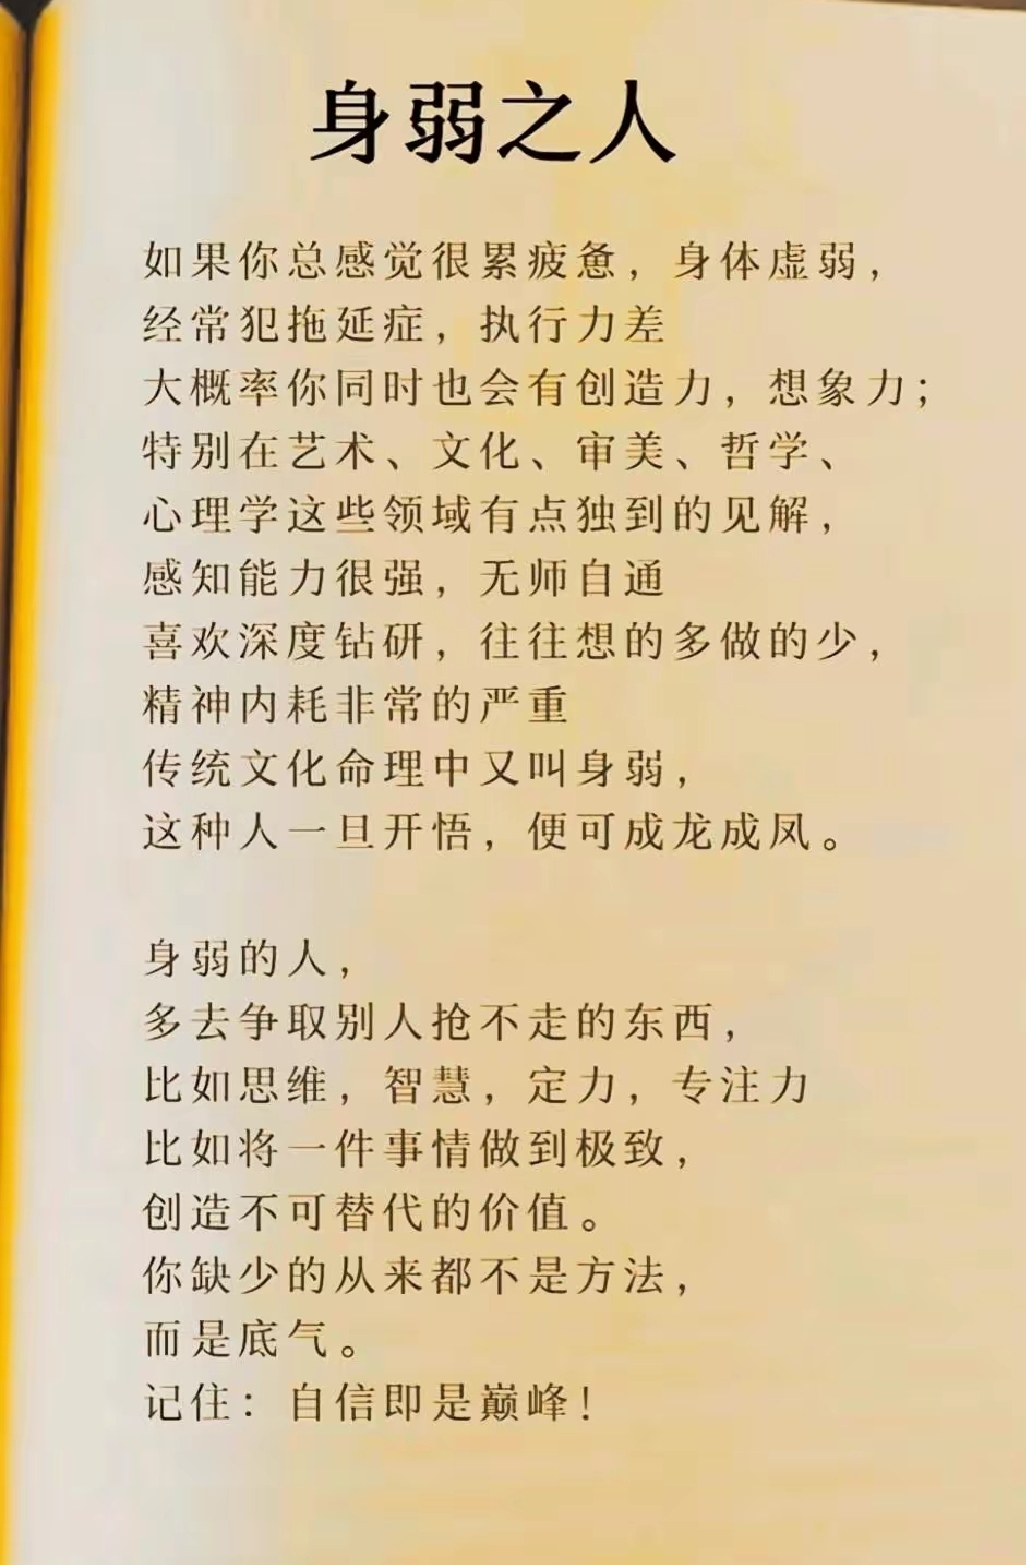 身弱之人
如果你总感觉很累疲惫，身体虚弱，
经常犯拖延症，执行力差
大概率你同时也会有创造力，想象力；
特别在艺术、文化、审美、哲学、
心理学这些领域有点独到的见解，
感知能力很强，无师自通
喜欢深度钻研，往往想的多做的少，
精神内耗非常的严重
传统文化命理中又叫身弱，
这种人一旦开悟，便可成龙成凤。
身弱的人，
多去争取别人抢不走的东西，
比如思维，智慧，定力，专注力
比如将一件事情做到极致，
创造不可替代的价值。
你缺少的从来都不是方法，
而是底气。
记住：自信即是巅峰！